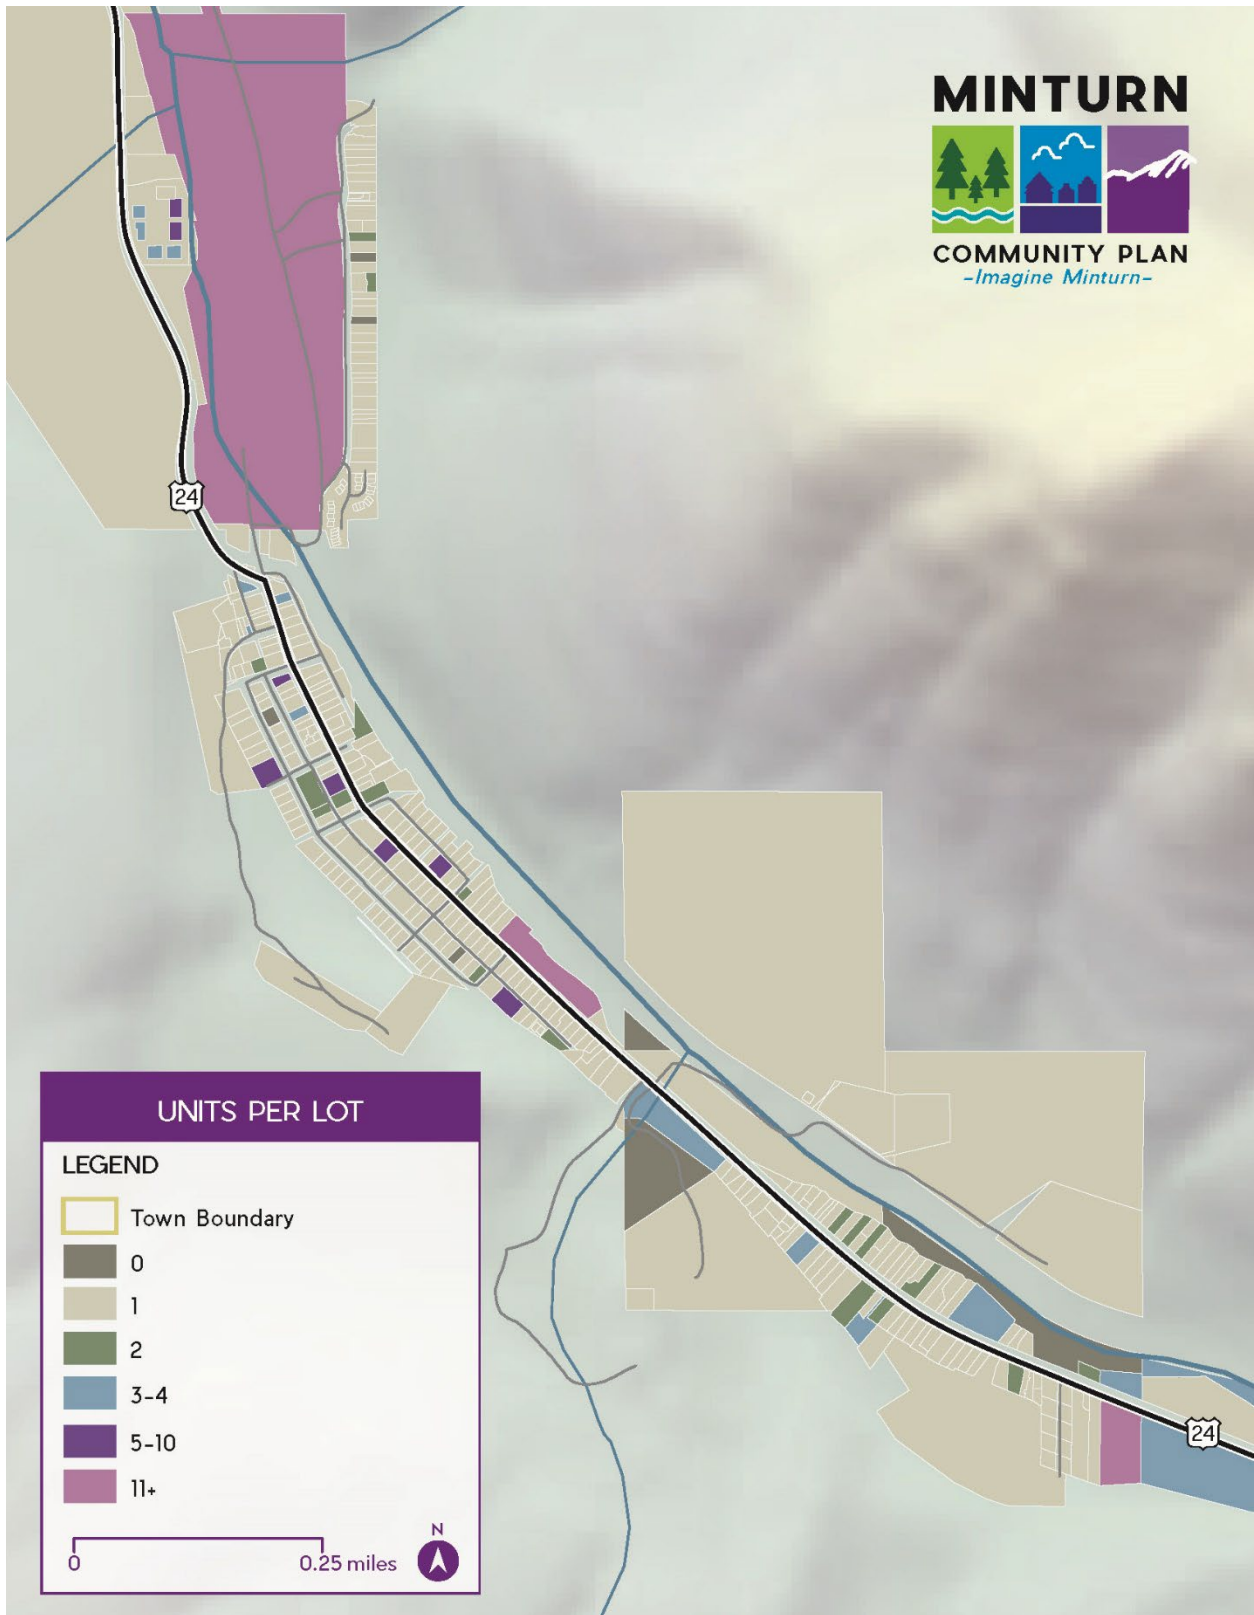 MINTURN
COMMUNITY PLAN
-Imagine Minturn-
24
24
UNITS PER LOT
LEGEND
Town Boundary
0
1
2
3-4
5-10
11+
N
0
0.25 miles